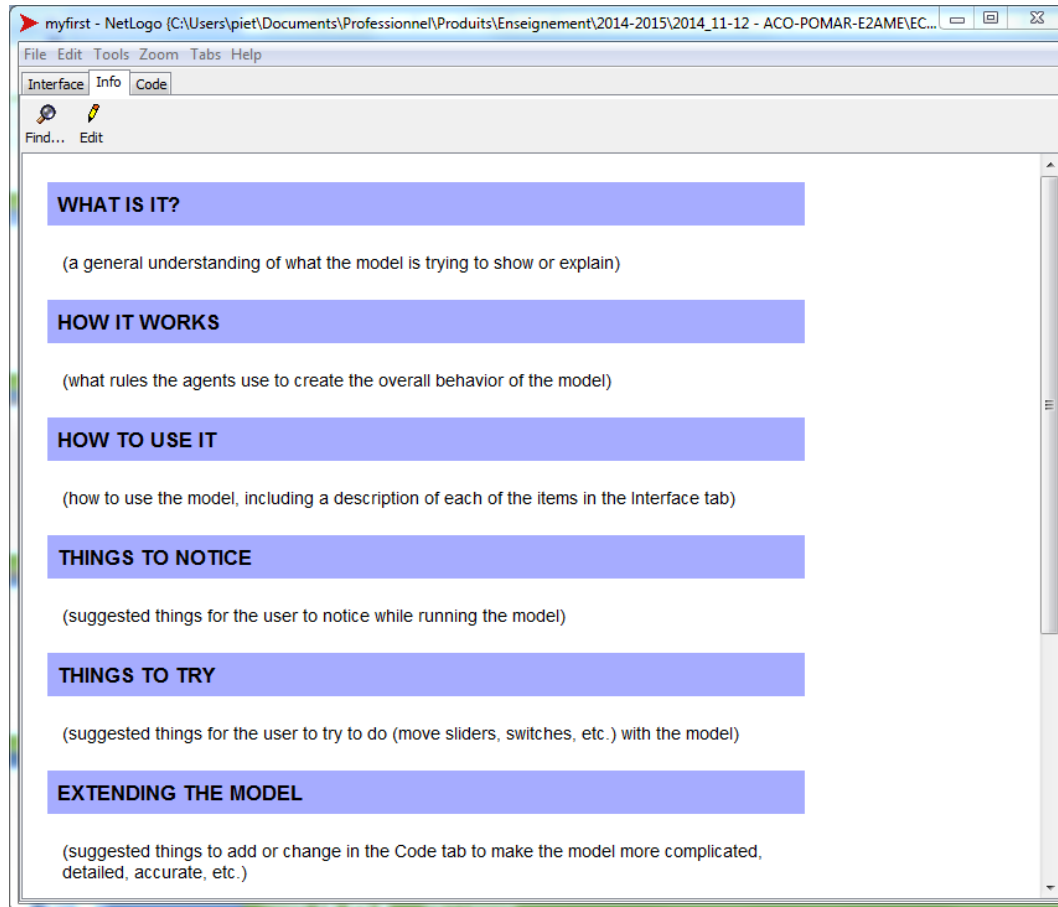 myfirst - NetLogo {C:\Users\piet\Documents\Professionnel\Produits\Enseignement\2014-2015\2014_11-12 - ACO-POMAR-E2AME\EC...
File Edit Tools Zoom Tabs Help
Interface Info Code
Find... Edit
WHAT IS IT?
(a general understanding of what the model is trying to show or explain)
HOW IT WORKS
(what rules the agents use to create the overall behavior of the model)
HOW TO USE IT
(how to use the model, including a description of each of the items in the Interface tab)
THINGS TO NOTICE
(suggested things for the user to notice while running the model)
THINGS TO TRY
(suggested things for the user to try to do (move sliders, switches, etc.) with the model)
EXTENDING THE MODEL
(suggested things to add or change in the Code tab to make the model more complicated,
detailed, accurate, etc.)